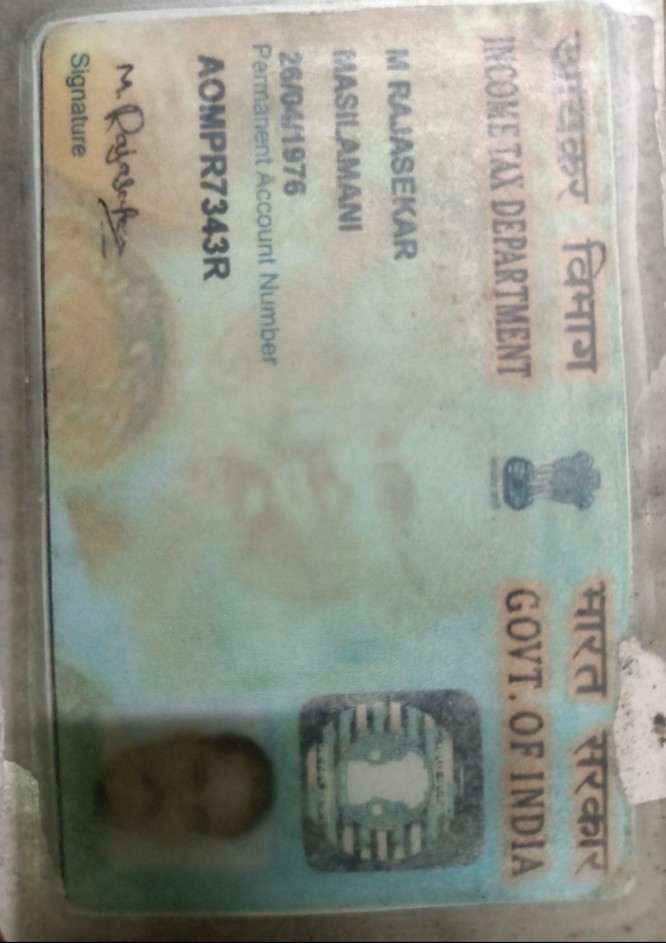 आयकर विभाग
INCOME TAX DEPARTMENT
भारत सरकार
GOVT. OF INDIA
M RAJASEKAR
MASILAMANI
26/04/1976
Permanent Account Number
AOMPR7343R
M. Rajasekar
Signature